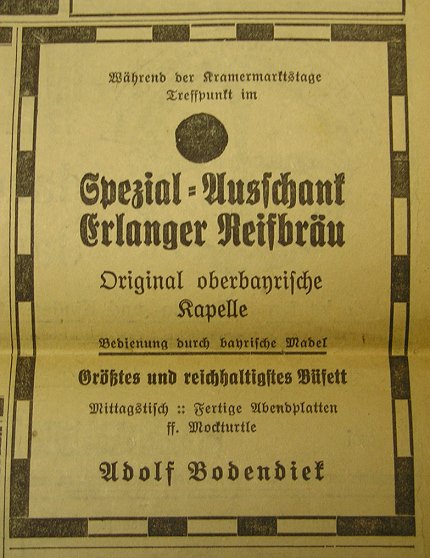 Während der Kramermarktstage
Treffpunkt im
Spezial-Ausschank
Erlanger Reifbräu
Original oberbayrische
Kapelle
Bedienung durch bayrische Madel
Größtes und reichhaltigstes Büfett
Mittagstisch :: Fertige Abendplatten
ff. Mockturtle
Adolf Bodendiek